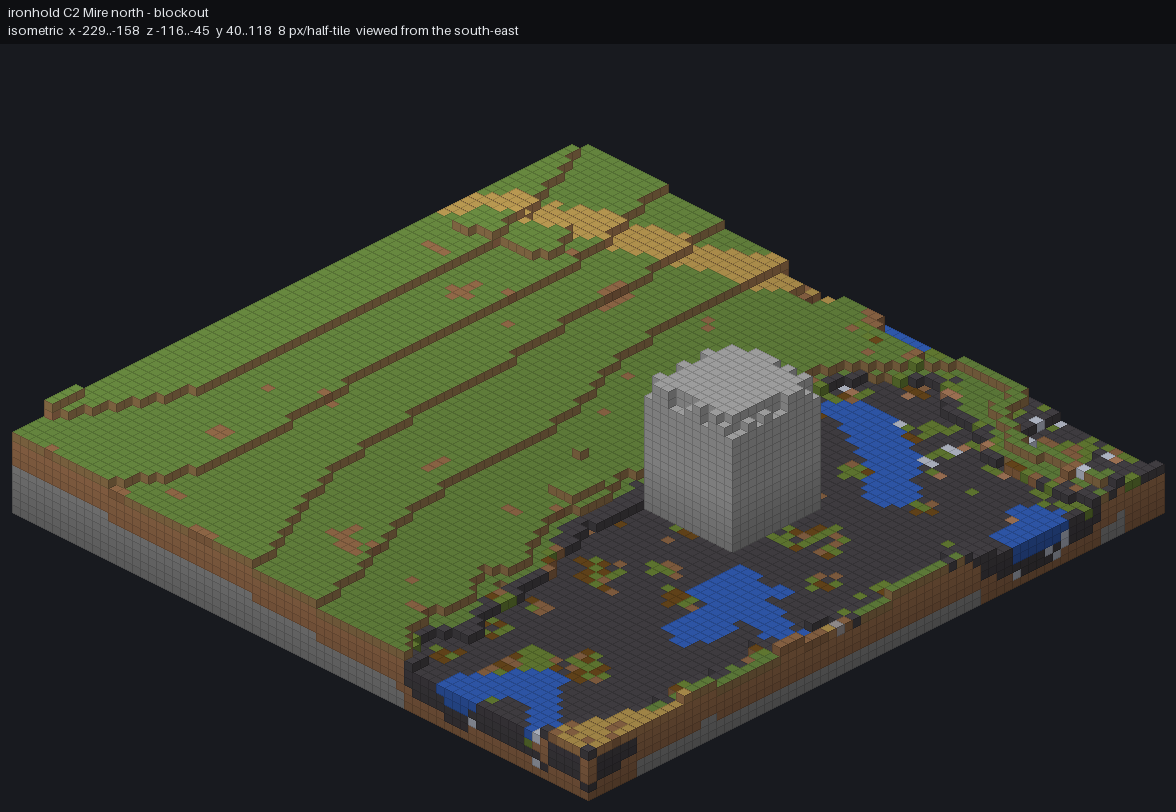 ironhold C2 Mire north - blockout
isometric x -229..-158 z -116..-45 y 40..118 8 px/half-tile viewed from the south-east